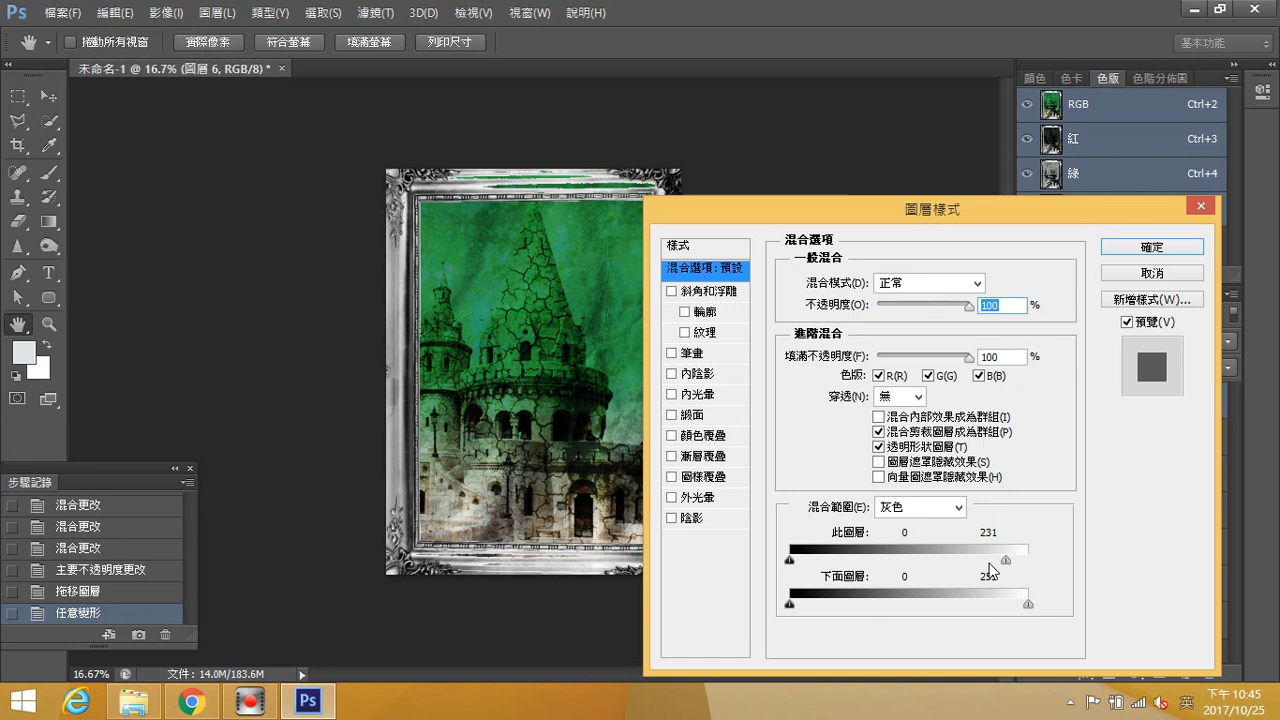 Ps 檔案(F) 編輯(E) 影像(I) 圖層(L) 類型(Y) 選取(S) 濾鏡(T) 3D(D) 檢視(V) 視窗(W) 說明(H)
捲動所有視窗 實際像素 符合螢幕 填滿螢幕 列印尺寸 基本功能
未命名-1 @ 16.7% (圖層 6, RGB/8) *
顏色 色卡 色版 色階分佈圖
RGB Ctrl+2
紅 Ctrl+3
綠 Ctrl+4
圖層樣式
樣式
混合選項:預設
斜角和浮雕
輪廓
紋理
筆畫
內陰影
內光暈
緞面
顏色覆疊
漸層覆疊
圖樣覆疊
外光暈
陰影
混合選項
一般混合
混合模式(D): 正常
不透明度(O): 100 %
進階混合
填滿不透明度(F): 100 %
色版: R(R) G(G) B(B)
穿透(N): 無
混合內部效果成為群組(I)
混合剪裁圖層成為群組(P)
透明形狀圖層(T)
圖層遮罩隱藏效果(S)
向量圖遮罩隱藏效果(H)
混合範圍(E): 灰色
此圖層: 0 231
下面圖層: 0
確定
取消
新增樣式(W)...
預覽(V)
步驟記錄
混合更改
混合更改
混合更改
主要不透明度更改
拖移圖層
任意變形
16.67% 文件: 14.0M/183.6M
Ps
英
下午 10:45
2017/10/25